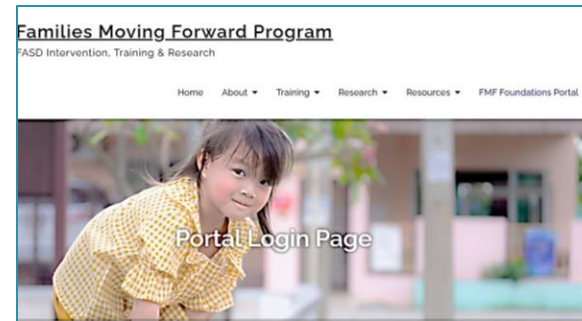 Families Moving Forward Program
FASD Intervention, Training & Research
Home About Training Research Resources FMF Foundations Portal
Portal Login Page